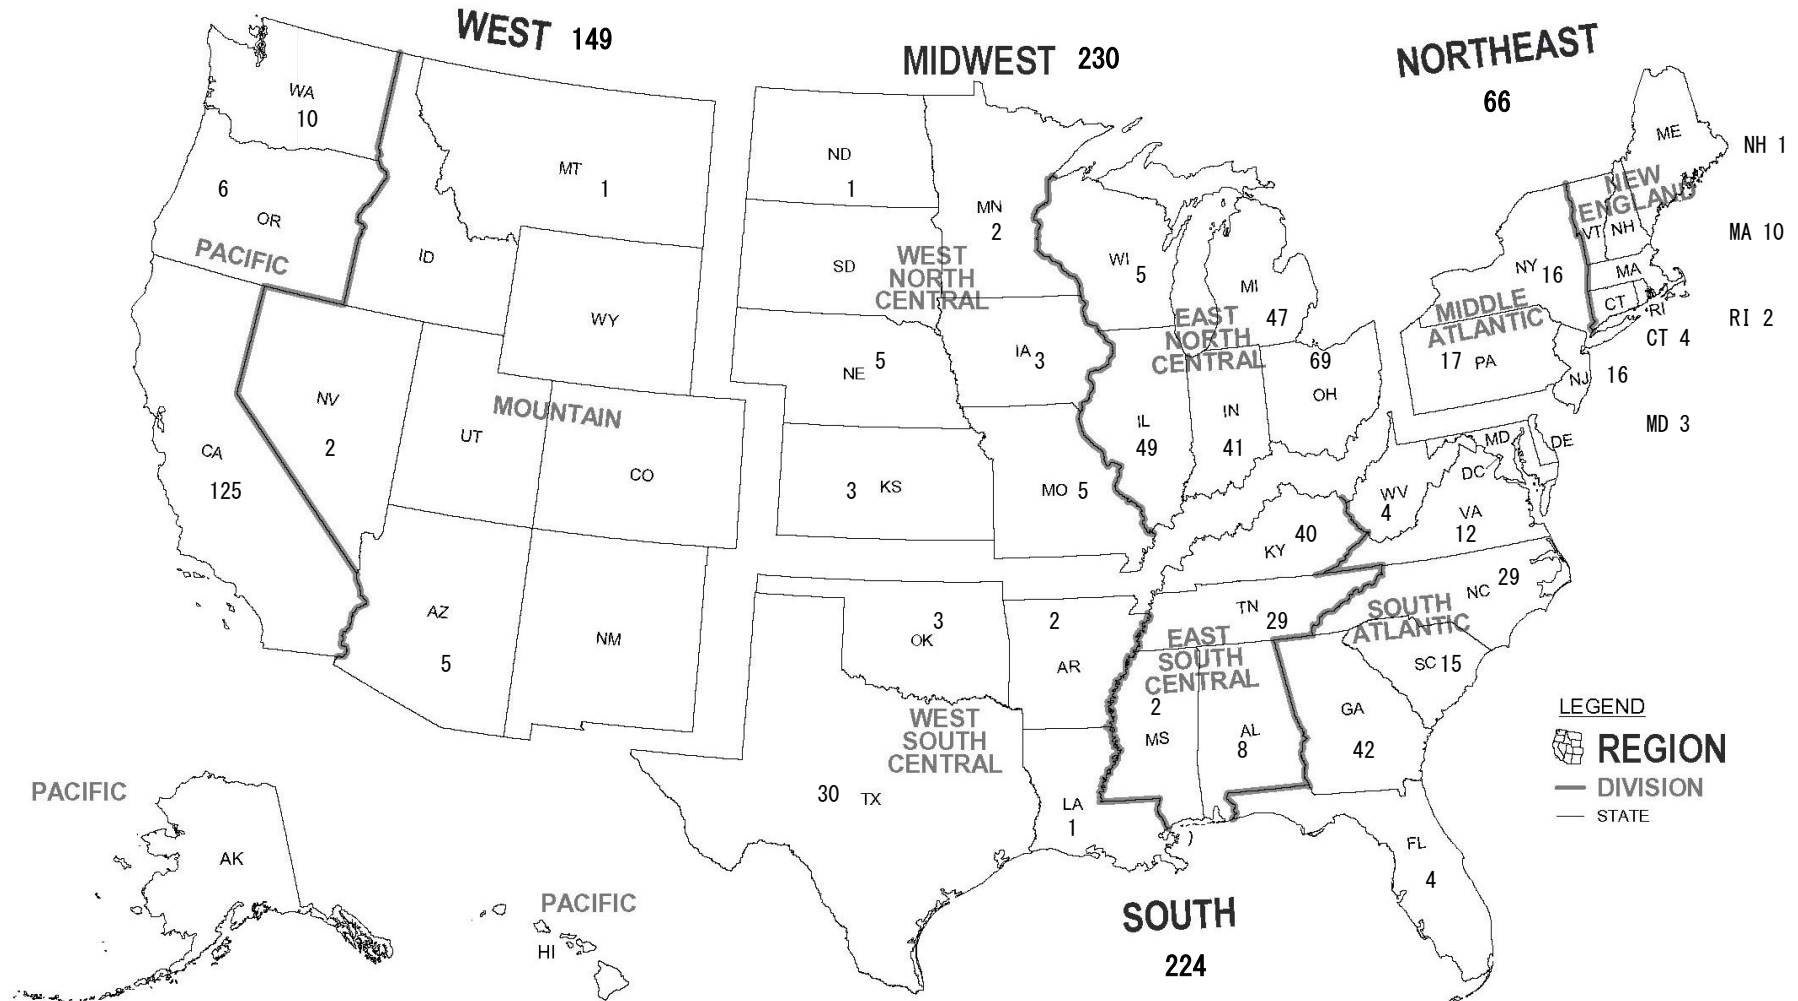 WEST 149
MIDWEST 230
NORTHEAST
66
WA
10
MT
1
ND
1
ME
NH 1
6
OR
PACIFIC
ID
MN
2
SD
WEST
NORTH
CENTRAL
WI 5
MI
47
NEW
ENGLAND
VT NH
MA 10
NY 16
MA
CT
RI
RI 2
CT 4
WY
NE 5
IA 3
EAST
NORTH
CENTRAL
69
OH
MIDDLE
ATLANTIC
17 PA
NJ 16
NV
2
MOUNTAIN
UT
CO
CA
125
3 KS
MO 5
IL
49
IN
41
MD 3
MD
DE
DC
WV
4
VA
12
40
KY
AZ
5
NM
3
OK
2
AR
TN
29
29
NC
SOUTH
ATLANTIC
SC 15
EAST
SOUTH
CENTRAL
2
MS
AL
8
GA
42
WEST
SOUTH
CENTRAL
30 TX
LA
1
FL
4
LEGEND
REGION
DIVISION
STATE
PACIFIC
AK
PACIFIC
HI
SOUTH
224